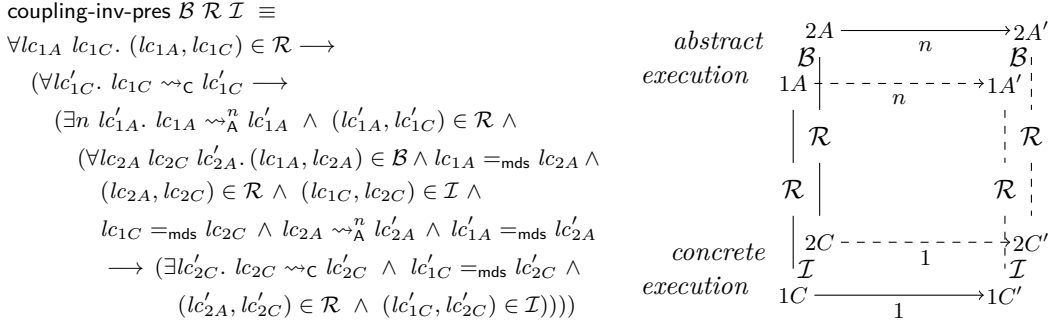 coupling-inv-pres ℬ ℛ ℐ ≡
∀lc₁A lc₁C. (lc₁A, lc₁C) ∈ ℛ ⟶
(∀lc′₁C. lc₁C ⇝C lc′₁C ⟶
(∃n lc′₁A. lc₁A ⇝ⁿA lc′₁A ∧ (lc′₁A, lc′₁C) ∈ ℛ ∧
(∀lc₂A lc₂C lc′₂A. (lc₁A, lc₂A) ∈ ℬ ∧ lc₁A =mds lc₂A ∧
(lc₂A, lc₂C) ∈ ℛ ∧ (lc₁C, lc₂C) ∈ ℐ ∧
lc₁C =mds lc₂C ∧ lc₂A ⇝ⁿA lc′₂A ∧ lc′₁A =mds lc′₂A
⟶ (∃lc′₂C. lc₂C ⇝C lc′₂C ∧ lc′₁C =mds lc′₂C ∧
(lc′₂A, lc′₂C) ∈ ℛ ∧ (lc′₁C, lc′₂C) ∈ ℐ))))
2A 2A′
n
abstract
execution
ℬ ℬ
1A 1A′
n
ℛ ℛ
ℛ ℛ
2C 2C′
1
concrete
execution
ℐ ℐ
1C 1C′
1